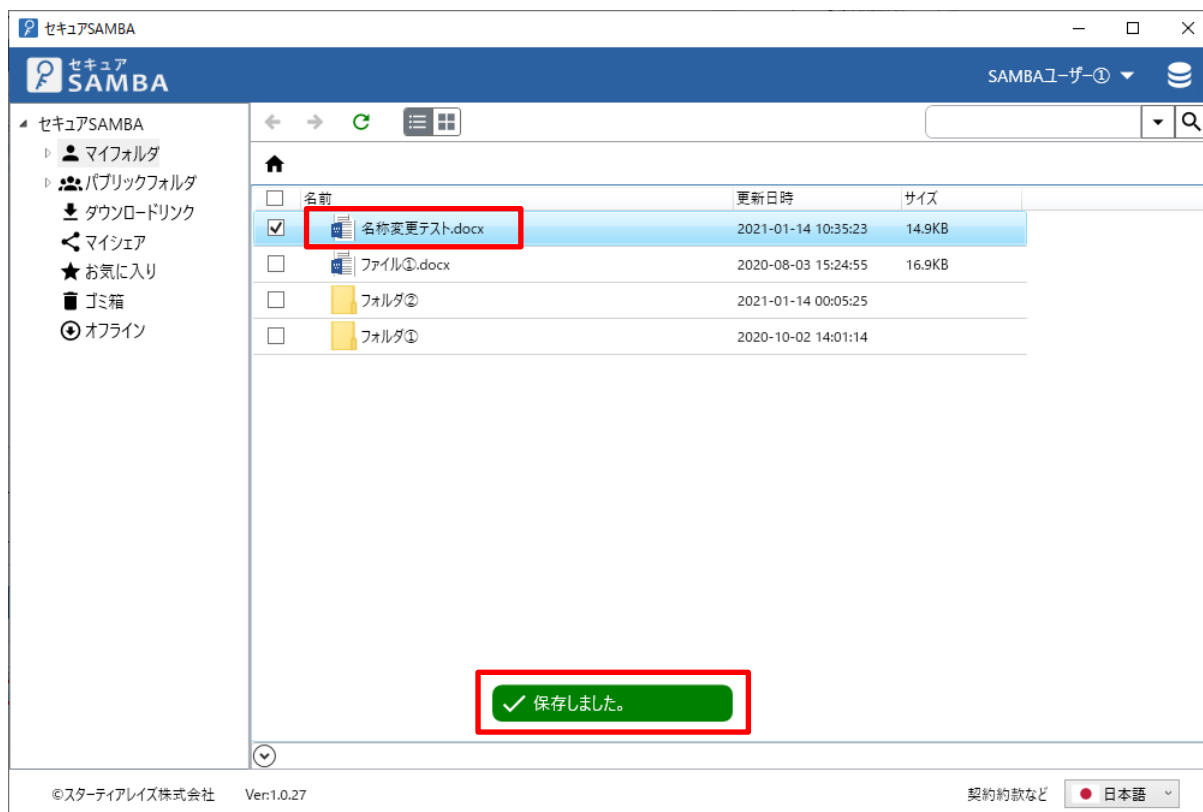 セキュアSAMBA
セキュア
SAMBA
SAMBAユーザー①
セキュアSAMBA
マイフォルダ
パブリックフォルダ
ダウンロードリンク
マイシェア
お気に入り
ゴミ箱
オフライン
名前 更新日時 サイズ
名称変更テスト.docx 2021-01-14 10:35:23 14.9KB
ファイル①.docx 2020-08-03 15:24:55 16.9KB
フォルダ② 2021-01-14 00:05:25
フォルダ① 2020-10-02 14:01:14
保存しました。
©スターティアレイズ株式会社 Ver:1.0.27 契約約款など 日本語